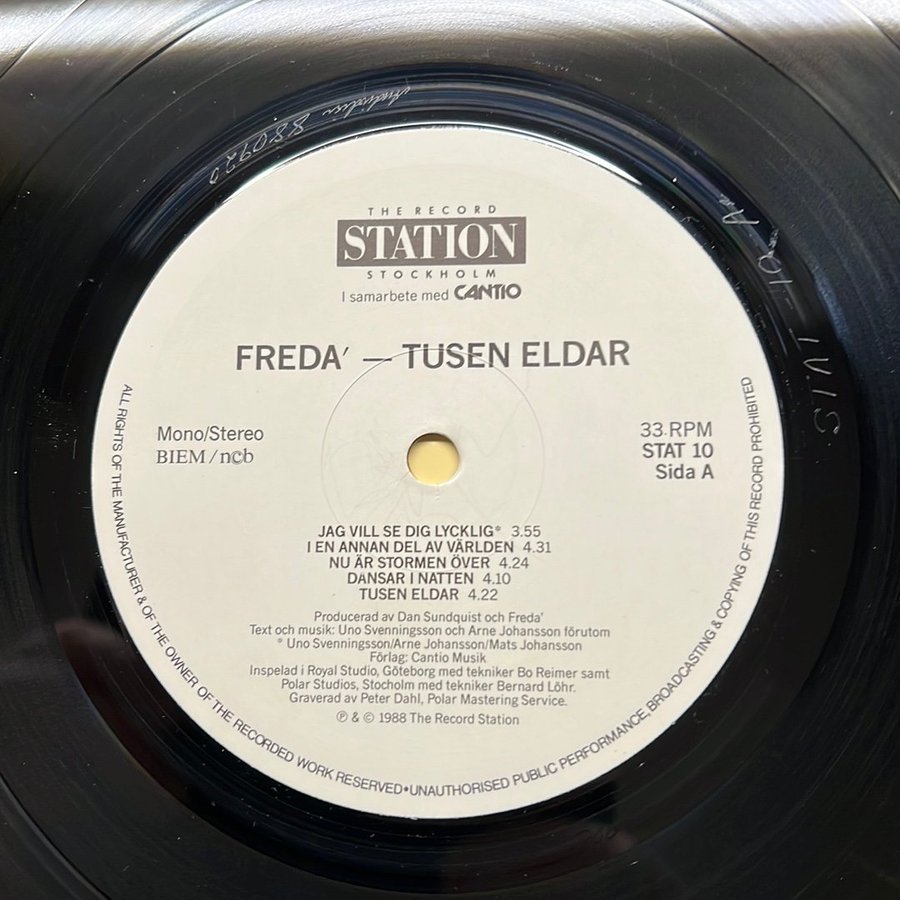 THE RECORD
STATION
STOCKHOLM
I samarbete med CANTIO
FREDA' — TUSEN ELDAR
Mono/Stereo
BIEM/n©b
33 RPM
STAT 10
Sida A
JAG VILL SE DIG LYCKLIG* 3.55
I EN ANNAN DEL AV VÄRLDEN 4.31
NU ÄR STORMEN ÖVER 4.24
DANSAR I NATTEN 4.10
TUSEN ELDAR 4.22
Producerad av Dan Sundquist och Freda'
Text och musik: Uno Svenningsson och Arne Johansson förutom
* Uno Svenningsson/Arne Johansson/Mats Johansson
Förlag: Cantio Musik
Inspelad i Royal Studio, Göteborg med tekniker Bo Reimer samt
Polar Studios, Stocholm med tekniker Bernard Löhr.
Graverad av Peter Dahl, Polar Mastering Service.
℗ & © 1988 The Record Station
ALL RIGHTS OF THE MANUFACTURER & OF THE OWNER OF THE RECORDED WORK RESERVED•UNAUTHORISED PUBLIC PERFORMANCE, BROADCASTING & COPYING OF THIS RECORD PROHIBITED
880920